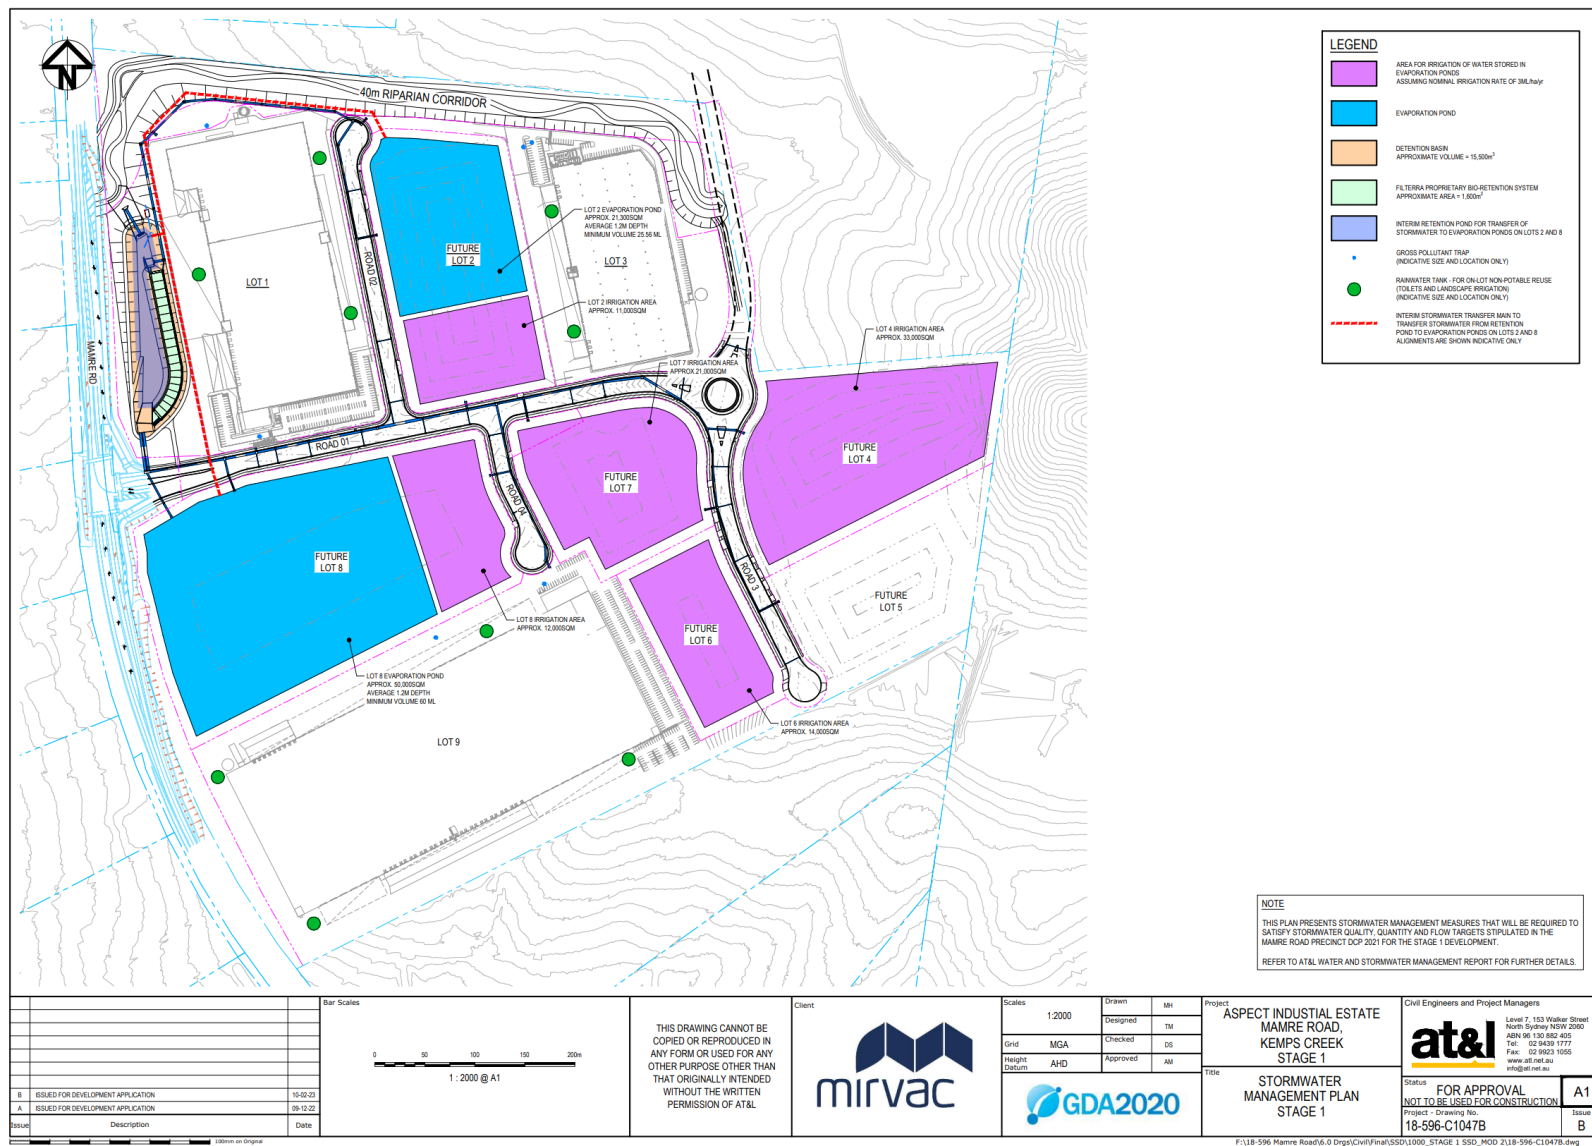 N
40m RIPARIAN CORRIDOR
MAMRE RD
LOT 1
ROAD 02
FUTURE
LOT 2
LOT 2 EVAPORATION POND
APPROX. 21,300SQM
AVERAGE 1.2M DEPTH
MINIMUM VOLUME 25.56 ML
LOT 3
LOT 2 IRRIGATION AREA
APPROX. 11,000SQM
LOT 7 IRRIGATION AREA
APPROX.21,000SQM
LOT 4 IRRIGATION AREA
APPROX. 33,000SQM
ROAD 01
FUTURE
LOT 4
FUTURE
LOT 7
ROAD 04
FUTURE
LOT 8
ROAD 3
FUTURE
LOT 5
LOT 8 IRRIGATION AREA
APPROX. 12,000SQM
FUTURE
LOT 6
LOT 8 EVAPORATION POND
APPROX. 50,000SQM
AVERAGE 1.2M DEPTH
MINIMUM VOLUME 60 ML
LOT 6 IRRIGATION AREA
APPROX. 14,000SQM
LOT 9
LEGEND
AREA FOR IRRIGATION OF WATER STORED IN
EVAPORATION PONDS
ASSUMING NOMINAL IRRIGATION RATE OF 3ML/ha/yr
EVAPORATION POND
DETENTION BASIN
APPROXIMATE VOLUME = 15,500m³
FILTERRA PROPRIETARY BIO-RETENTION SYSTEM
APPROXIMATE AREA = 1,600m²
INTERIM RETENTION POND FOR TRANSFER OF
STORMWATER TO EVAPORATION PONDS ON LOTS 2 AND 8
GROSS POLLUTANT TRAP
(INDICATIVE SIZE AND LOCATION ONLY)
RAINWATER TANK - FOR ON-LOT NON-POTABLE REUSE
(TOILETS AND LANDSCAPE IRRIGATION)
(INDICATIVE SIZE AND LOCATION ONLY)
INTERIM STORMWATER TRANSFER MAIN TO
TRANSFER STORMWATER FROM RETENTION
POND TO EVAPORATION PONDS ON LOTS 2 AND 8
ALIGNMENTS ARE SHOWN INDICATIVE ONLY
NOTE
THIS PLAN PRESENTS STORMWATER MANAGEMENT MEASURES THAT WILL BE REQUIRED TO
SATISFY STORMWATER QUALITY, QUANTITY AND FLOW TARGETS STIPULATED IN THE
MAMRE ROAD PRECINCT DCP 2021 FOR THE STAGE 1 DEVELOPMENT.
REFER TO AT&L WATER AND STORMWATER MANAGEMENT REPORT FOR FURTHER DETAILS.
B ISSUED FOR DEVELOPMENT APPLICATION 10-02-23
A ISSUED FOR DEVELOPMENT APPLICATION 09-12-22
Issue Description Date
Bar Scales
0 50 100 150 200m
1 : 2000 @ A1
THIS DRAWING CANNOT BE
COPIED OR REPRODUCED IN
ANY FORM OR USED FOR ANY
OTHER PURPOSE OTHER THAN
THAT ORIGINALLY INTENDED
WITHOUT THE WRITTEN
PERMISSION OF AT&L
Client
mirvac
Scales
1:2000
Grid MGA
Height
Datum AHD
Drawn MH
Designed TM
Checked DS
Approved AM
GDA2020
Project
ASPECT INDUSTIAL ESTATE
MAMRE ROAD,
KEMPS CREEK
STAGE 1
Title
STORMWATER
MANAGEMENT PLAN
STAGE 1
Civil Engineers and Project Managers
at&l
Level 7, 153 Walker Street
North Sydney NSW 2060
ABN 96 130 882 405
Tel: 02 9439 1777
Fax: 02 9923 1055
www.atl.net.au
info@atl.net.au
Status
FOR APPROVAL
NOT TO BE USED FOR CONSTRUCTION
A1
Project - Drawing No.
18-596-C1047B
Issue
B
100mm on Original
F:\18-596 Mamre Road\6.0 Drgs\Civil\Final\SSD\1000_STAGE 1 SSD_MOD 2\18-596-C1047B.dwg